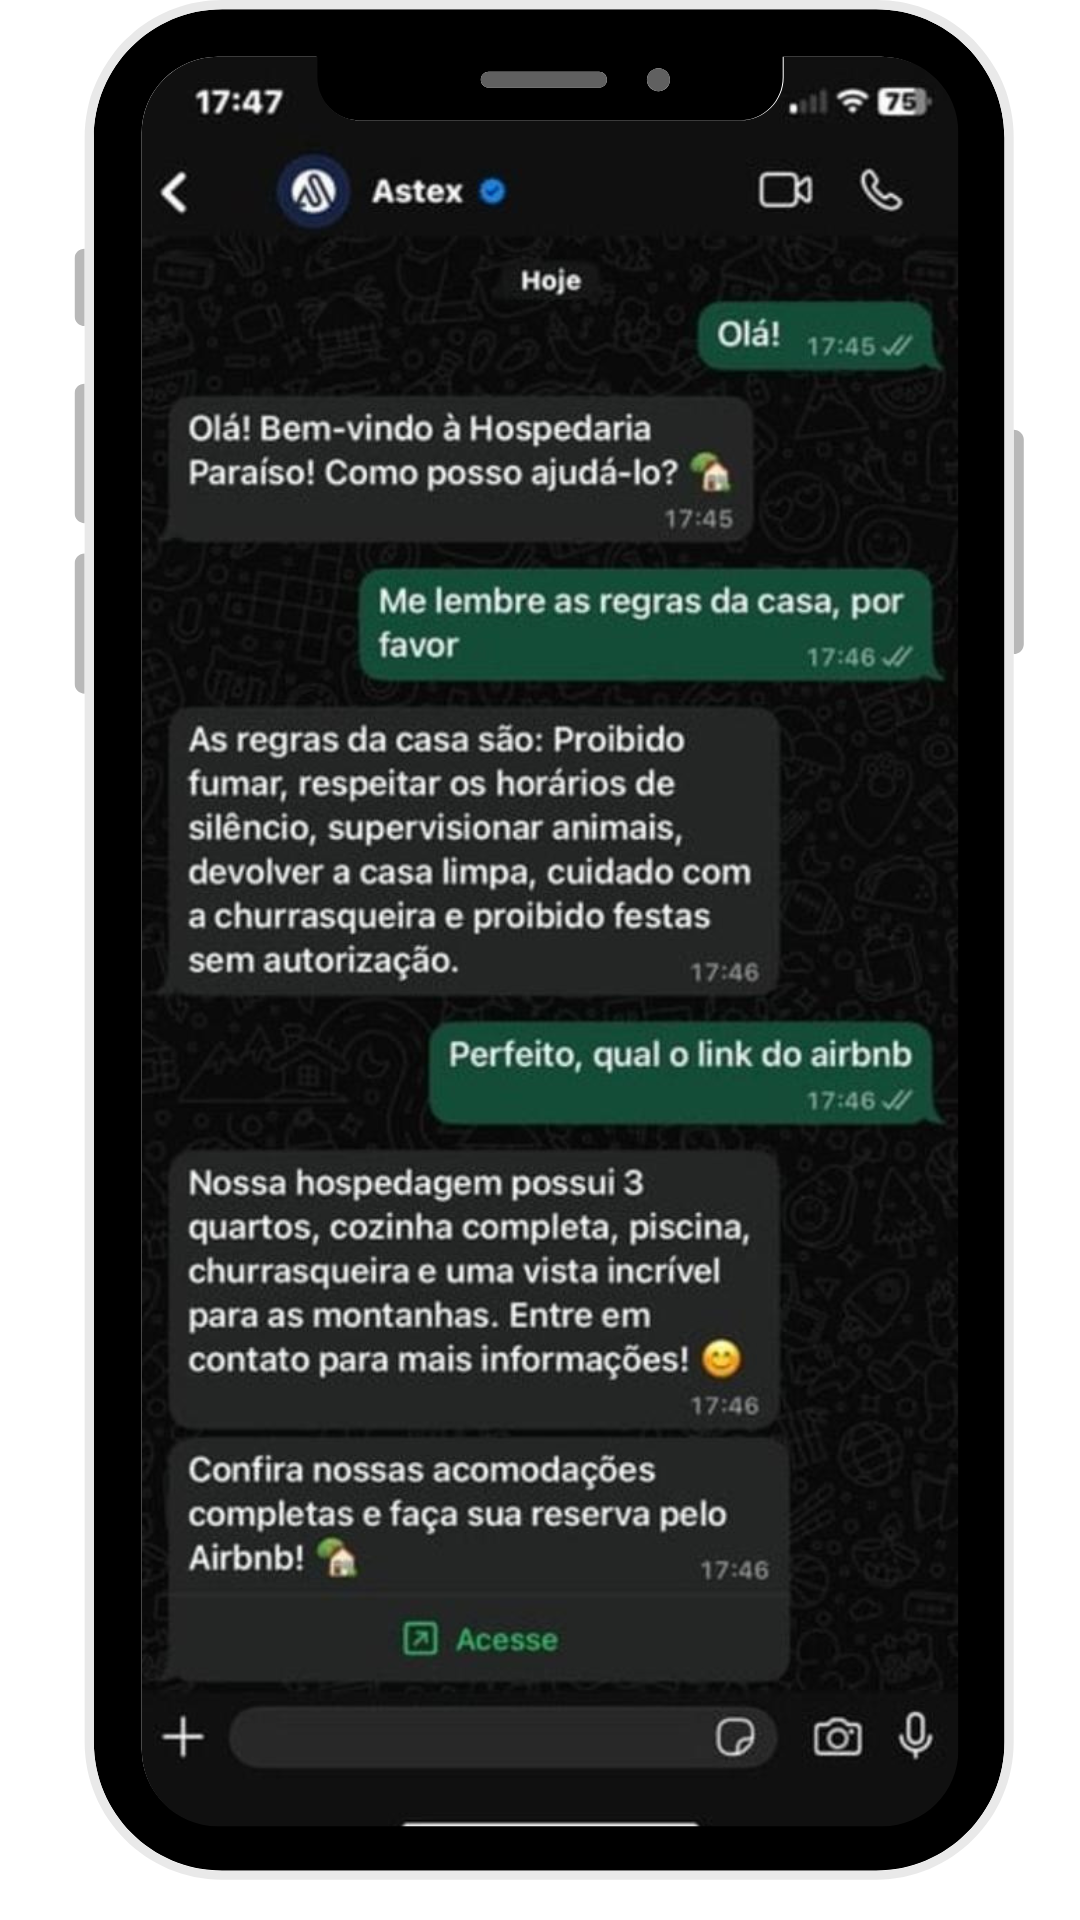 17:47
75
Astex
Hoje
Olá!
17:45
Olá! Bem-vindo à Hospedaria
Paraíso! Como posso ajudá-lo? 🏡
17:45
Me lembre as regras da casa, por
favor
17:46
As regras da casa são: Proibido
fumar, respeitar os horários de
silêncio, supervisionar animais,
devolver a casa limpa, cuidado com
a churrasqueira e proibido festas
sem autorização.
17:46
Perfeito, qual o link do airbnb
17:46
Nossa hospedagem possui 3
quartos, cozinha completa, piscina,
churrasqueira e uma vista incrível
para as montanhas. Entre em
contato para mais informações! 😊
17:46
Confira nossas acomodações
completas e faça sua reserva pelo
Airbnb! 🏡
17:46
Acesse